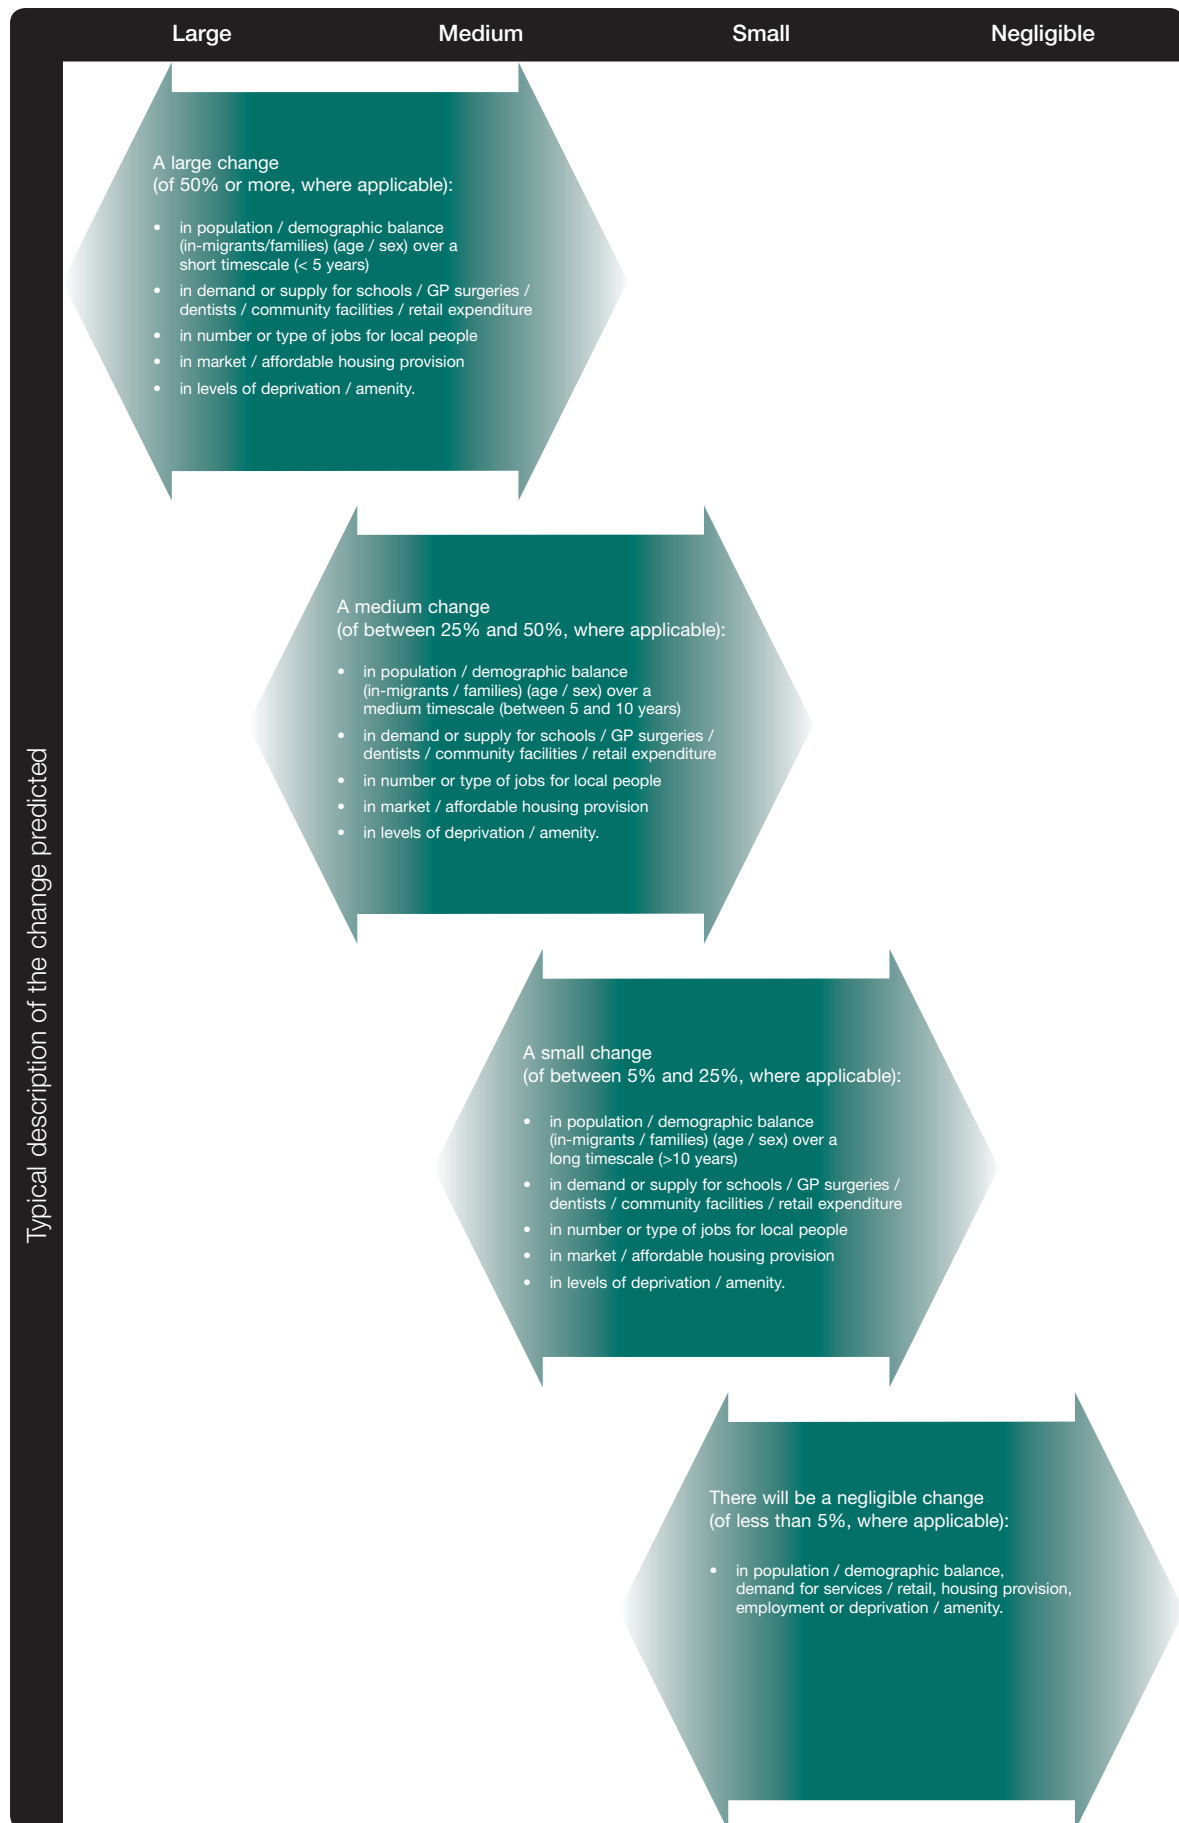 Large Medium Small Negligible
Typical description of the change predicted
A large change
(of 50% or more, where applicable):
• in population / demographic balance
(in-migrants/families) (age / sex) over a
short timescale (< 5 years)
• in demand or supply for schools / GP surgeries /
dentists / community facilities / retail expenditure
• in number or type of jobs for local people
• in market / affordable housing provision
• in levels of deprivation / amenity.
A medium change
(of between 25% and 50%, where applicable):
• in population / demographic balance
(in-migrants / families) (age / sex) over a
medium timescale (between 5 and 10 years)
• in demand or supply for schools / GP surgeries /
dentists / community facilities / retail expenditure
• in number or type of jobs for local people
• in market / affordable housing provision
• in levels of deprivation / amenity.
A small change
(of between 5% and 25%, where applicable):
• in population / demographic balance
(in-migrants / families) (age / sex) over a
long timescale (>10 years)
• in demand or supply for schools / GP surgeries /
dentists / community facilities / retail expenditure
• in number or type of jobs for local people
• in market / affordable housing provision
• in levels of deprivation / amenity.
There will be a negligible change
(of less than 5%, where applicable):
• in population / demographic balance,
demand for services / retail, housing provision,
employment or deprivation / amenity.